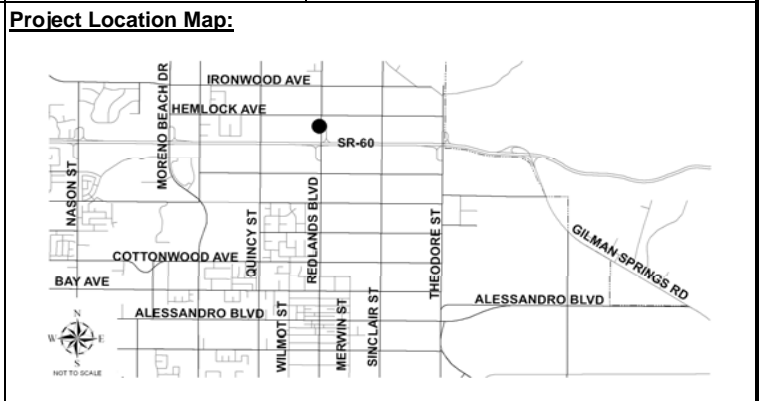 Project Location Map:
IRONWOOD AVE
MORENO BEACH DR
HEMLOCK AVE
SR-60
NASON ST
QUINCY ST
REDLANDS BLVD
THEODORE ST
GILMAN SPRINGS RD
COTTONWOOD AVE
BAY AVE
ALESSANDRO BLVD
ALESSANDRO BLVD
WILMOT ST
MERWIN ST
SINCLAIR ST
N
W E
S
NOT TO SCALE